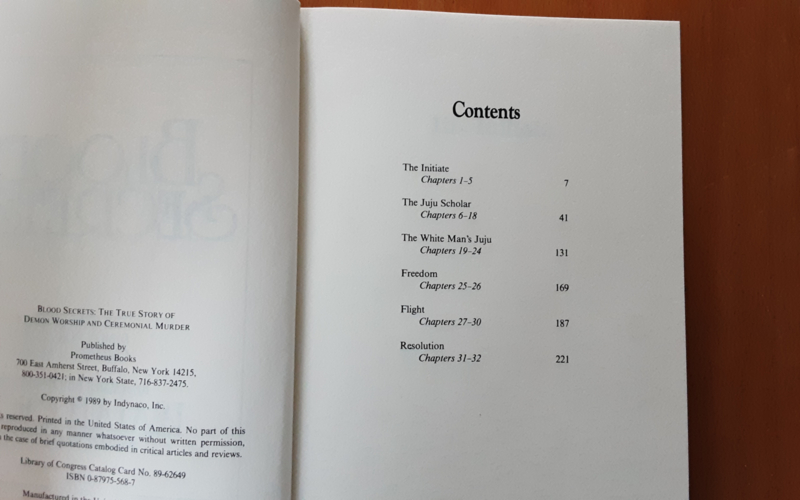 BLOOD SECRETS: THE TRUE STORY OF
DEMON WORSHIP AND CEREMONIAL MURDER
Published by
Prometheus Books
700 East Amherst Street, Buffalo, New York 14215,
800-351-0421; in New York State, 716-837-2475.
Copyright © 1989 by Indynaco, Inc.
reserved. Printed in the United States of America. No part of this
reproduced in any manner whatsoever without written permission,
the case of brief quotations embodied in critical articles and reviews.
Library of Congress Catalog Card No. 89-62649
ISBN 0-87975-568-7
Manufactured in the
Contents
The Initiate
Chapters 1–5 7
The Juju Scholar
Chapters 6–18 41
The White Man's Juju
Chapters 19–24 131
Freedom
Chapters 25–26 169
Flight
Chapters 27–30 187
Resolution
Chapters 31–32 221